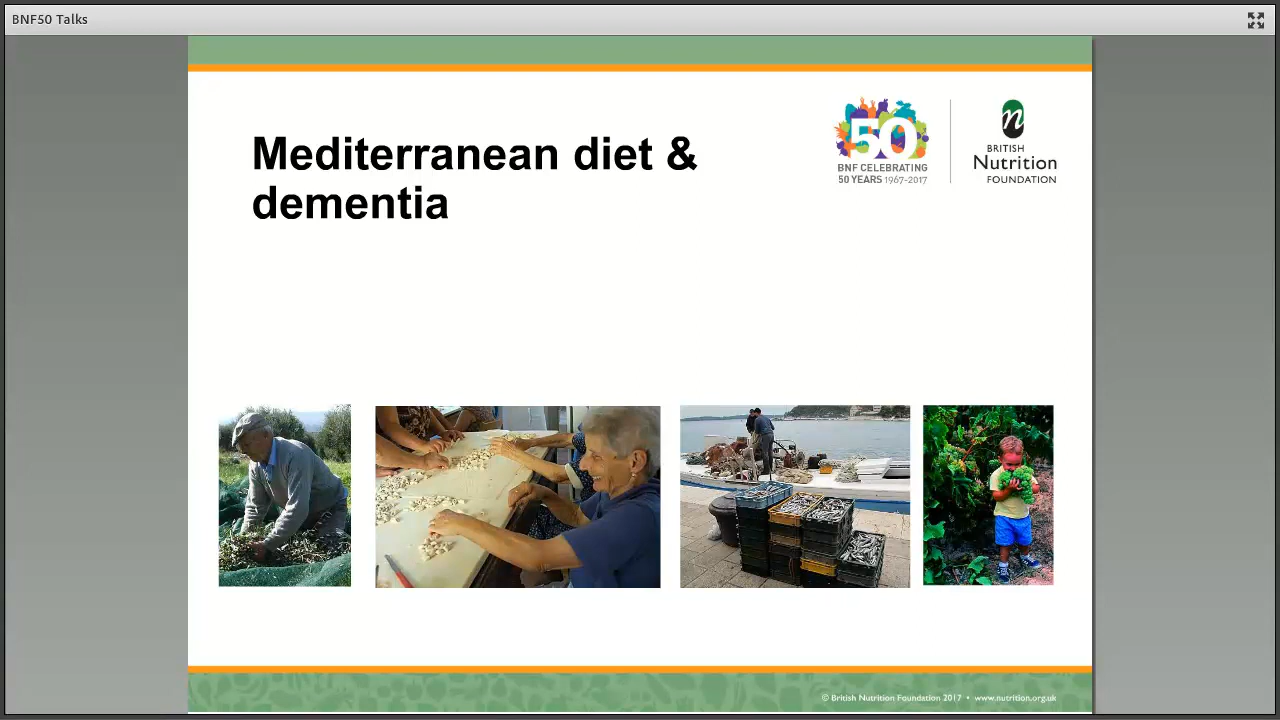 BNF50 Talks
Mediterranean diet &
dementia
50
BNF CELEBRATING
50 YEARS 1967-2017
n
BRITISH
Nutrition
FOUNDATION
© British Nutrition Foundation 2017 • www.nutrition.org.uk